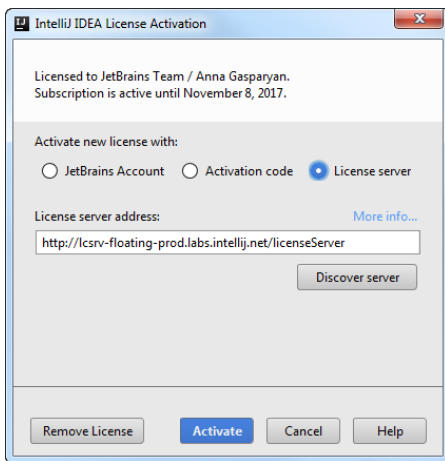 IntelliJ IDEA License Activation
Licensed to JetBrains Team / Anna Gasparyan.
Subscription is active until November 8, 2017.
Activate new license with:
JetBrains Account Activation code License server
License server address: More info...
http://lcsrv-floating-prod.labs.intellij.net/licenseServer
Discover server
Remove License Activate Cancel Help